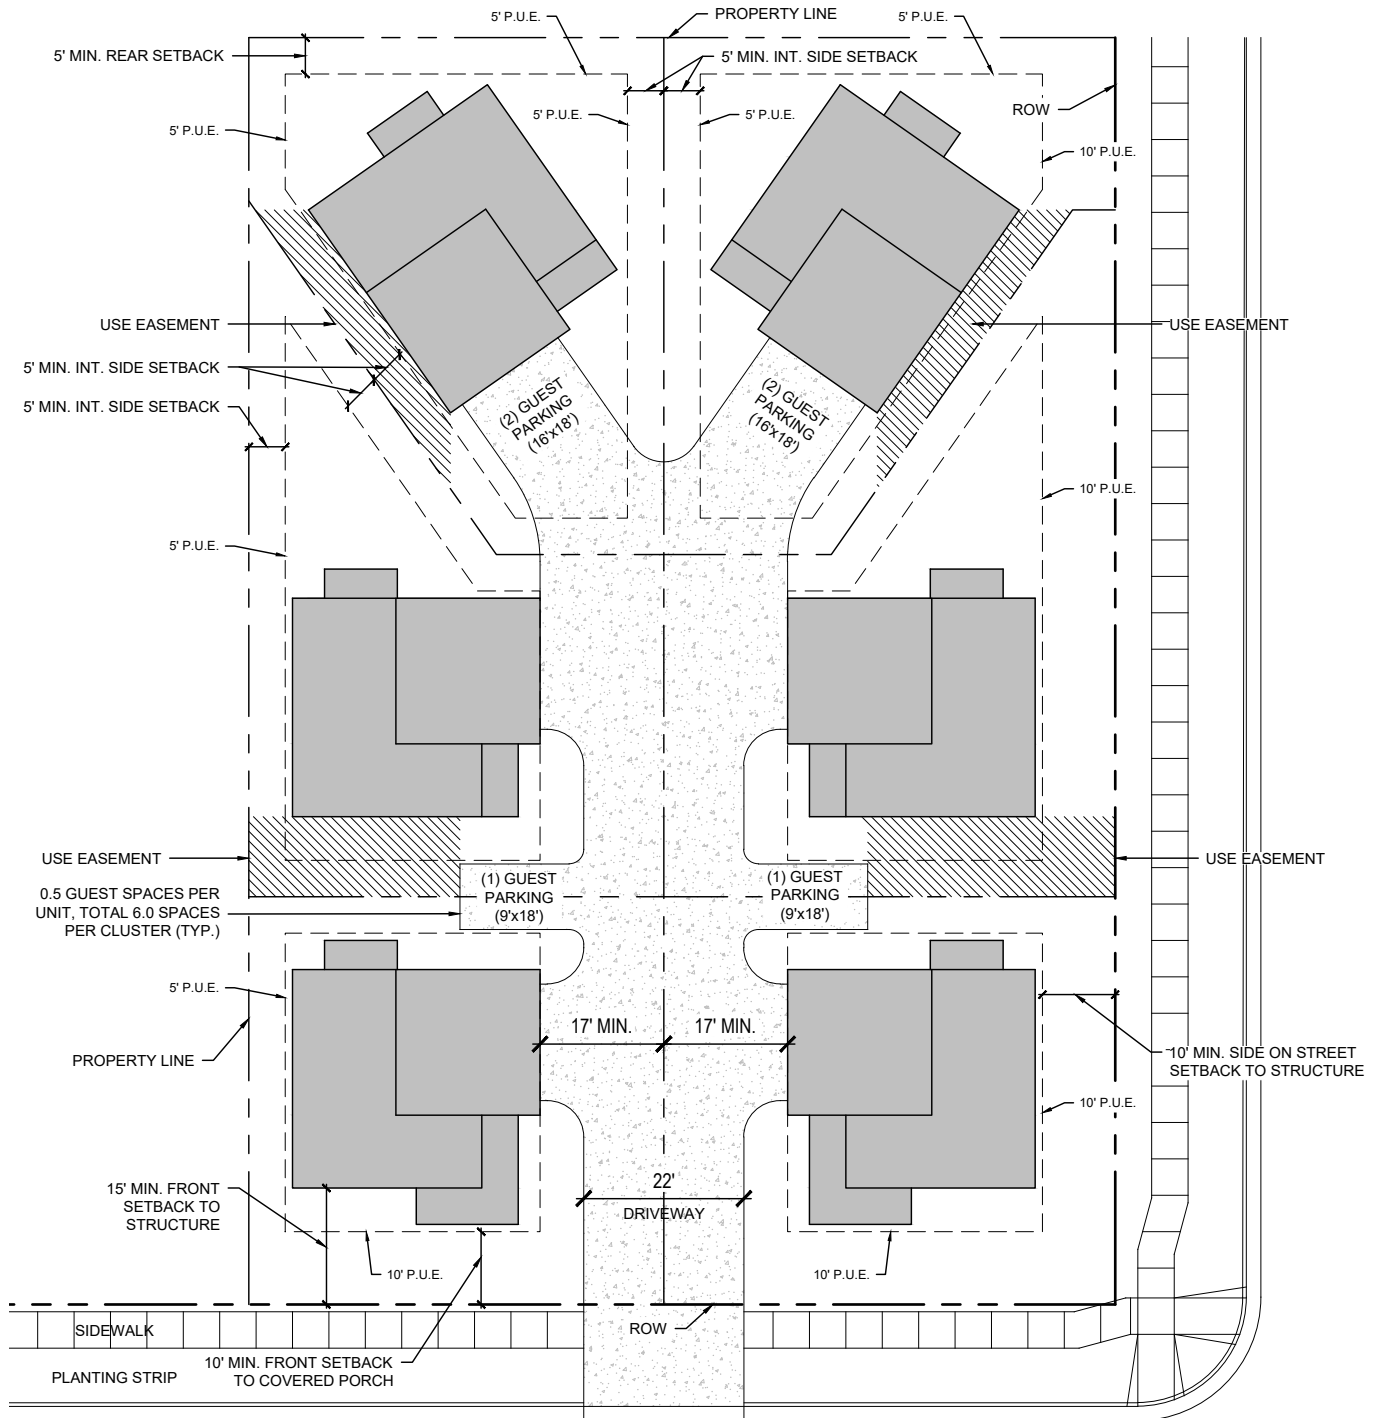 5' P.U.E.
PROPERTY LINE
5' P.U.E.
5' MIN. REAR SETBACK
5' MIN. INT. SIDE SETBACK
ROW
5' P.U.E.
5' P.U.E.
5' P.U.E.
10' P.U.E.
USE EASEMENT
USE EASEMENT
5' MIN. INT. SIDE SETBACK
5' MIN. INT. SIDE SETBACK
(2) GUEST
PARKING
(16'x18')
(2) GUEST
PARKING
(16'x18')
10' P.U.E.
5' P.U.E.
USE EASEMENT
USE EASEMENT
0.5 GUEST SPACES PER
UNIT, TOTAL 6.0 SPACES
PER CLUSTER (TYP.)
(1) GUEST
PARKING
(9'x18')
(1) GUEST
PARKING
(9'x18')
5' P.U.E.
17' MIN.
17' MIN.
PROPERTY LINE
10' MIN. SIDE ON STREET
SETBACK TO STRUCTURE
10' P.U.E.
15' MIN. FRONT
SETBACK TO
STRUCTURE
22'
DRIVEWAY
10' P.U.E.
10' P.U.E.
SIDEWALK
ROW
10' MIN. FRONT SETBACK
TO COVERED PORCH
PLANTING STRIP